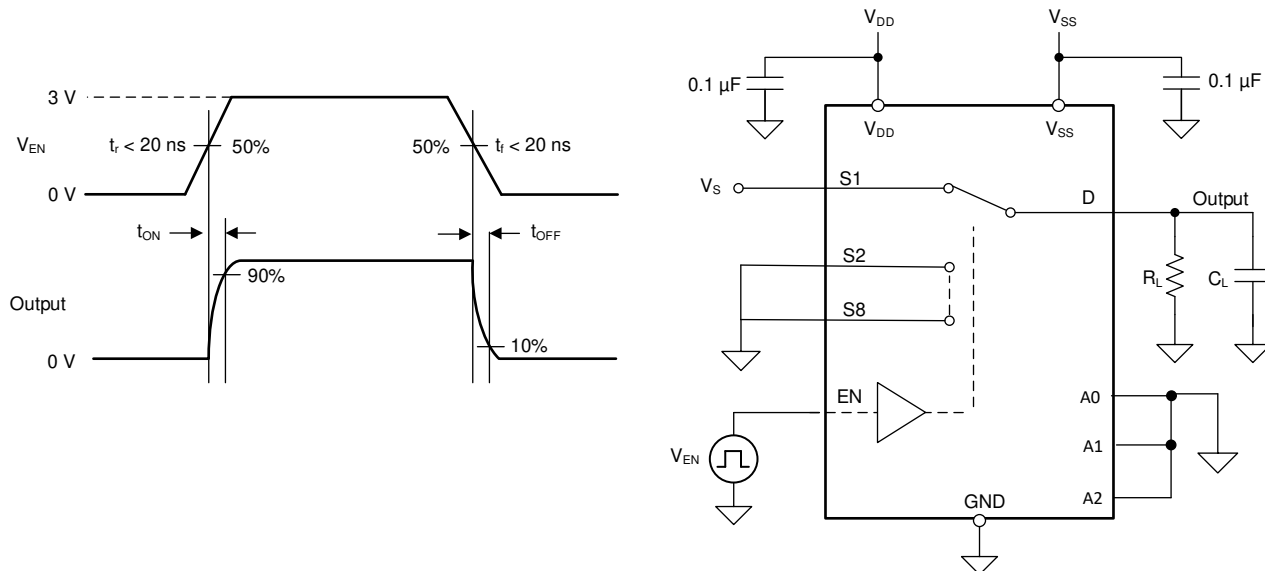 3 V
V_EN
t_r < 20 ns
50%
50%
t_f < 20 ns
0 V
t_ON
t_OFF
90%
Output
10%
0 V
V_DD
V_SS
0.1 µF
0.1 µF
V_DD
V_SS
V_S
S1
D
Output
S2
R_L
C_L
S8
EN
A0
A1
V_EN
A2
GND